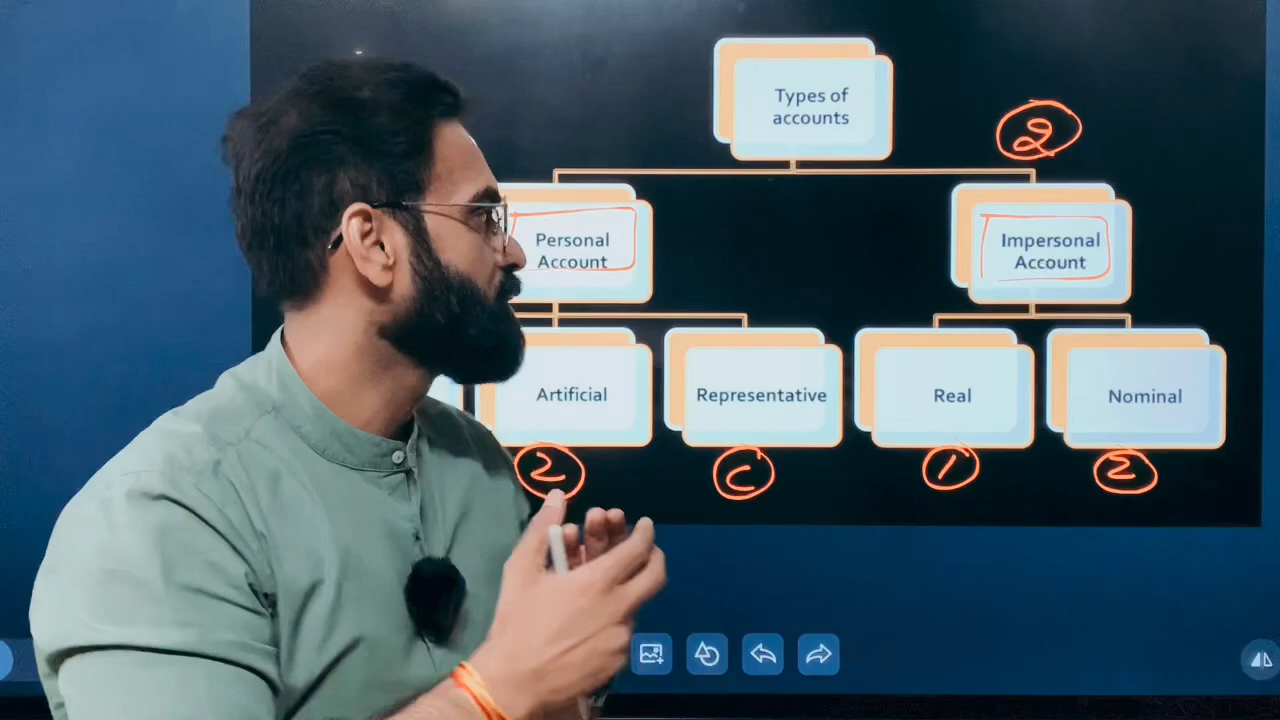 Types of
accounts
2
Personal
Account
Impersonal
Account
Artificial
Representative
Real
Nominal
2
C
1
2